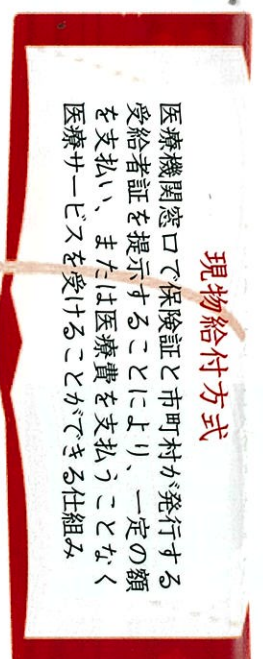 現物給付方式
医療機関窓口で保険証と市町村が発行する
受給者証を提示することにより、一定の額
を支払い、または医療費を支払うことなく
医療サービスを受けることができる仕組み